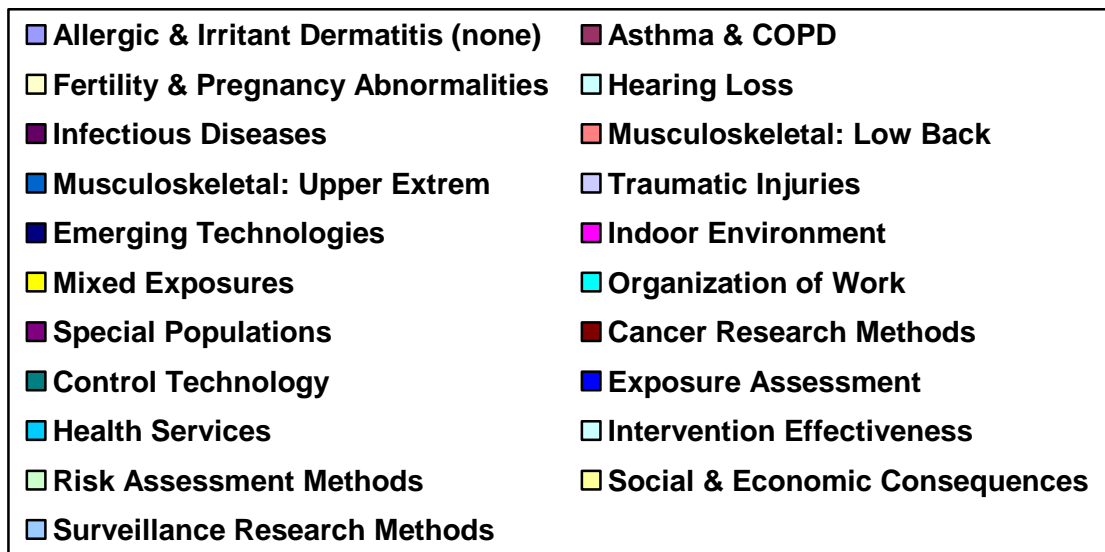 Allergic & Irritant Dermatitis (none) Asthma & COPD
Fertility & Pregnancy Abnormalities Hearing Loss
Infectious Diseases Musculoskeletal: Low Back
Musculoskeletal: Upper Extrem Traumatic Injuries
Emerging Technologies Indoor Environment
Mixed Exposures Organization of Work
Special Populations Cancer Research Methods
Control Technology Exposure Assessment
Health Services Intervention Effectiveness
Risk Assessment Methods Social & Economic Consequences
Surveillance Research Methods